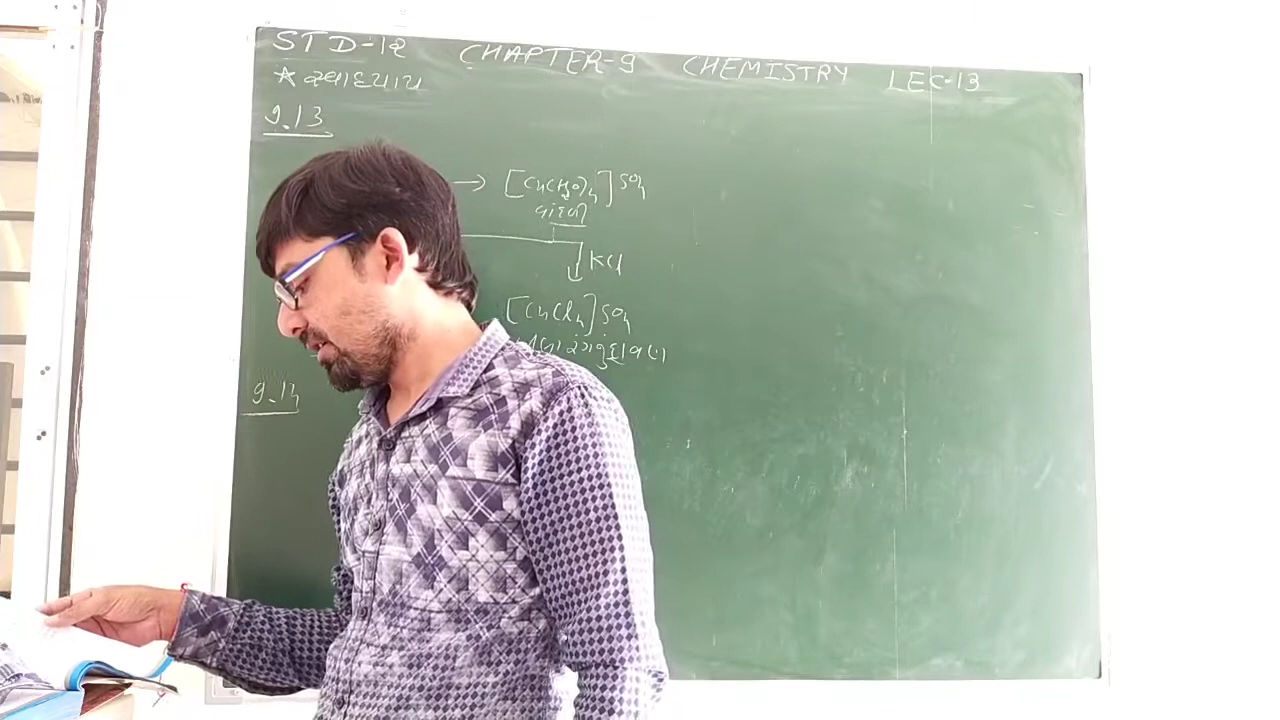 STD-12 CHAPTER-9 CHEMISTRY LEC-13
* સ્વાધ્યાય
9.13
→ [Cu(H2O)4]SO4
વાદળી
KCl
[CuCl4]SO4
9.14